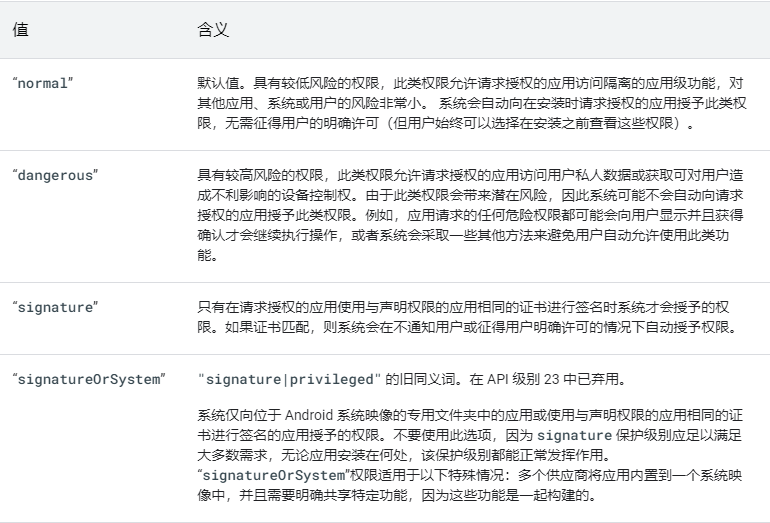 值 含义
“normal” 默认值。具有较低风险的权限，此类权限允许请求授权的应用访问隔离的应用级功能，对
其他应用、系统或用户的风险非常小。 系统会自动向在安装时请求授权的应用授予此类权
限，无需征得用户的明确许可（但用户始终可以选择在安装之前查看这些权限）。
“dangerous” 具有较高风险的权限，此类权限允许请求授权的应用访问用户私人数据或获取可对用户造
成不利影响的设备控制权。由于此类权限会带来潜在风险，因此系统可能不会自动向请求
授权的应用授予此类权限。例如，应用请求的任何危险权限都可能会向用户显示并且获得
确认才会继续执行操作，或者系统会采取一些其他方法来避免用户自动允许使用此类功
能。
“signature” 只有在请求授权的应用使用与声明权限的应用相同的证书进行签名时系统才会授予的权
限。如果证书匹配，则系统会在不通知用户或征得用户明确许可的情况下自动授予权限。
“signatureOrSystem” "signature|privileged" 的旧同义词。在 API 级别 23 中已弃用。
系统仅向位于 Android 系统映像的专用文件夹中的应用或使用与声明权限的应用相同的证
书进行签名的应用授予的权限。不要使用此选项，因为 signature 保护级别应足以满足
大多数需求，无论应用安装在何处，该保护级别都能正常发挥作用。
“signatureOrSystem”权限适用于以下特殊情况：多个供应商将应用内置到一个系统映
像中，并且需要明确共享特定功能，因为这些功能是一起构建的。